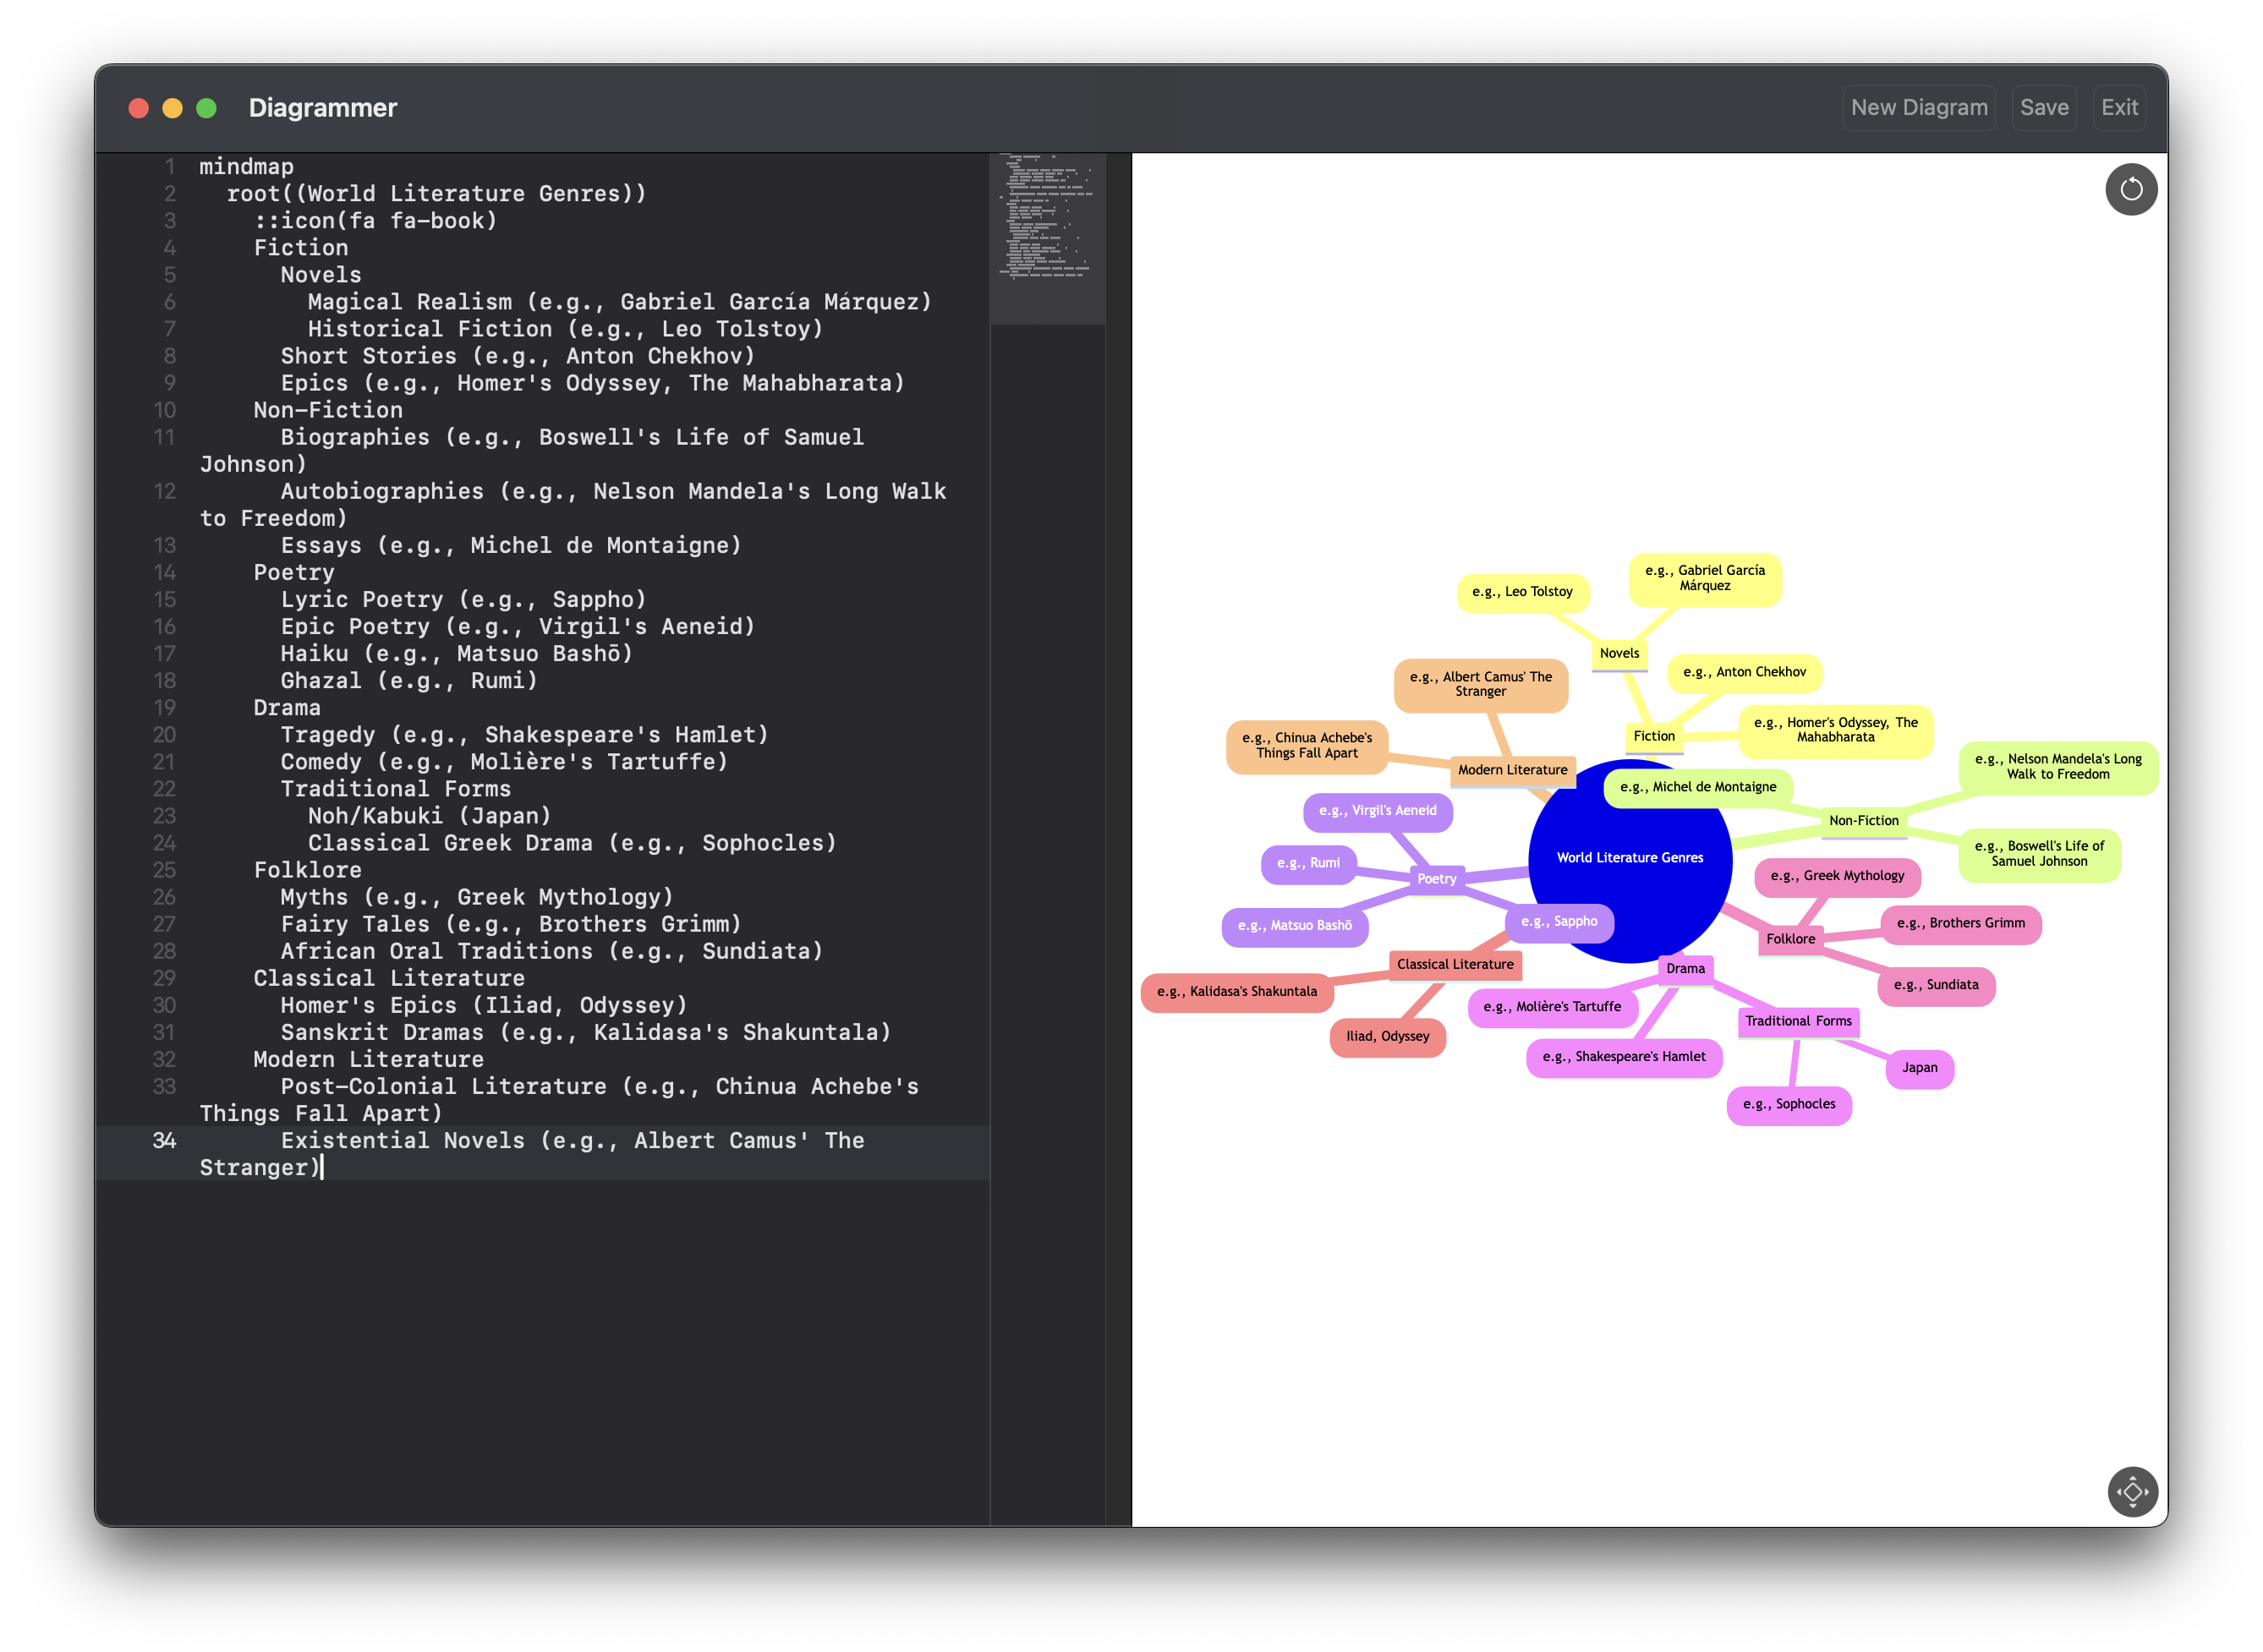 Diagrammer
New Diagram
Save
Exit
1 mindmap
2 root((World Literature Genres))
3 ::icon(fa fa-book)
4 Fiction
5 Novels
6 Magical Realism (e.g., Gabriel García Márquez)
7 Historical Fiction (e.g., Leo Tolstoy)
8 Short Stories (e.g., Anton Chekhov)
9 Epics (e.g., Homer's Odyssey, The Mahabharata)
10 Non-Fiction
11 Biographies (e.g., Boswell's Life of Samuel
Johnson)
12 Autobiographies (e.g., Nelson Mandela's Long Walk
to Freedom)
13 Essays (e.g., Michel de Montaigne)
14 Poetry
15 Lyric Poetry (e.g., Sappho)
16 Epic Poetry (e.g., Virgil's Aeneid)
17 Haiku (e.g., Matsuo Bashō)
18 Ghazal (e.g., Rumi)
19 Drama
20 Tragedy (e.g., Shakespeare's Hamlet)
21 Comedy (e.g., Molière's Tartuffe)
22 Traditional Forms
23 Noh/Kabuki (Japan)
24 Classical Greek Drama (e.g., Sophocles)
25 Folklore
26 Myths (e.g., Greek Mythology)
27 Fairy Tales (e.g., Brothers Grimm)
28 African Oral Traditions (e.g., Sundiata)
29 Classical Literature
30 Homer's Epics (Iliad, Odyssey)
31 Sanskrit Dramas (e.g., Kalidasa's Shakuntala)
32 Modern Literature
33 Post-Colonial Literature (e.g., Chinua Achebe's
Things Fall Apart)
34 Existential Novels (e.g., Albert Camus' The
Stranger)
e.g., Gabriel García
Márquez
e.g., Leo Tolstoy
Novels
e.g., Anton Chekhov
e.g., Albert Camus' The
Stranger
e.g., Homer's Odyssey, The
Mahabharata
Fiction
e.g., Chinua Achebe's
Things Fall Apart
Modern Literature
e.g., Nelson Mandela's Long
Walk to Freedom
e.g., Michel de Montaigne
e.g., Virgil's Aeneid
Non-Fiction
e.g., Boswell's Life of
Samuel Johnson
World Literature Genres
e.g., Rumi
Poetry
e.g., Greek Mythology
e.g., Matsuo Bashō
e.g., Sappho
e.g., Brothers Grimm
Folklore
Classical Literature
Drama
e.g., Kalidasa's Shakuntala
e.g., Sundiata
e.g., Molière's Tartuffe
Traditional Forms
Iliad, Odyssey
e.g., Shakespeare's Hamlet
Japan
e.g., Sophocles